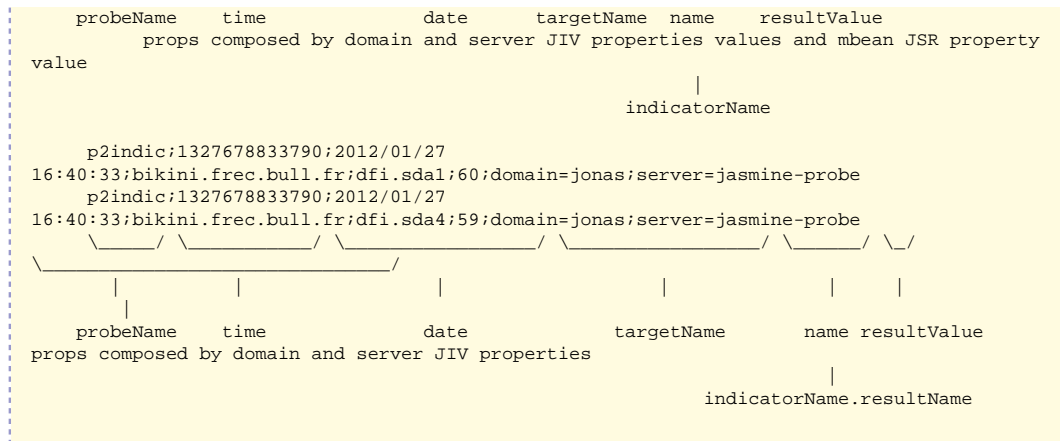 probeName    time                date       targetName  name    resultValue
          props composed by domain and server JIV properties values and mbean JSR property
value
                                                           |
                                                     indicatorName
     p2indic;1327678833790;2012/01/27
16:40:33;bikini.frec.bull.fr;dfi.sda1;60;domain=jonas;server=jasmine-probe
     p2indic;1327678833790;2012/01/27
16:40:33;bikini.frec.bull.fr;dfi.sda4;59;domain=jonas;server=jasmine-probe
     \_____/ \___________/ \_________________/ \_________________/ \______/ \_/
\_______________________________/
       |          |                 |                   |              |     |
        |
    probeName    time              date             targetName       name resultValue
props composed by domain and server JIV properties
                                                                       |
                                                            indicatorName.resultName